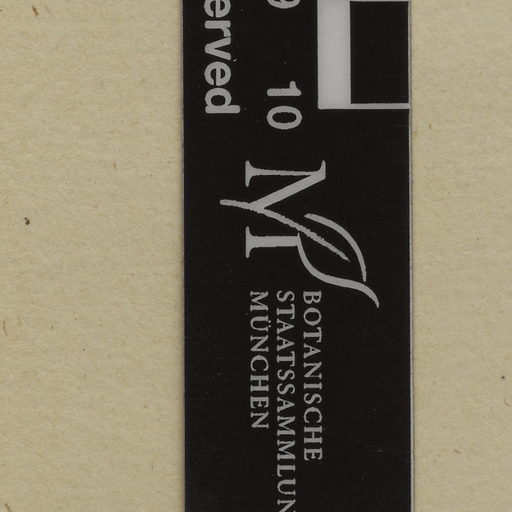 9 10
erved
BOTANISCHE
STAATSSAMMLUN
MÜNCHEN